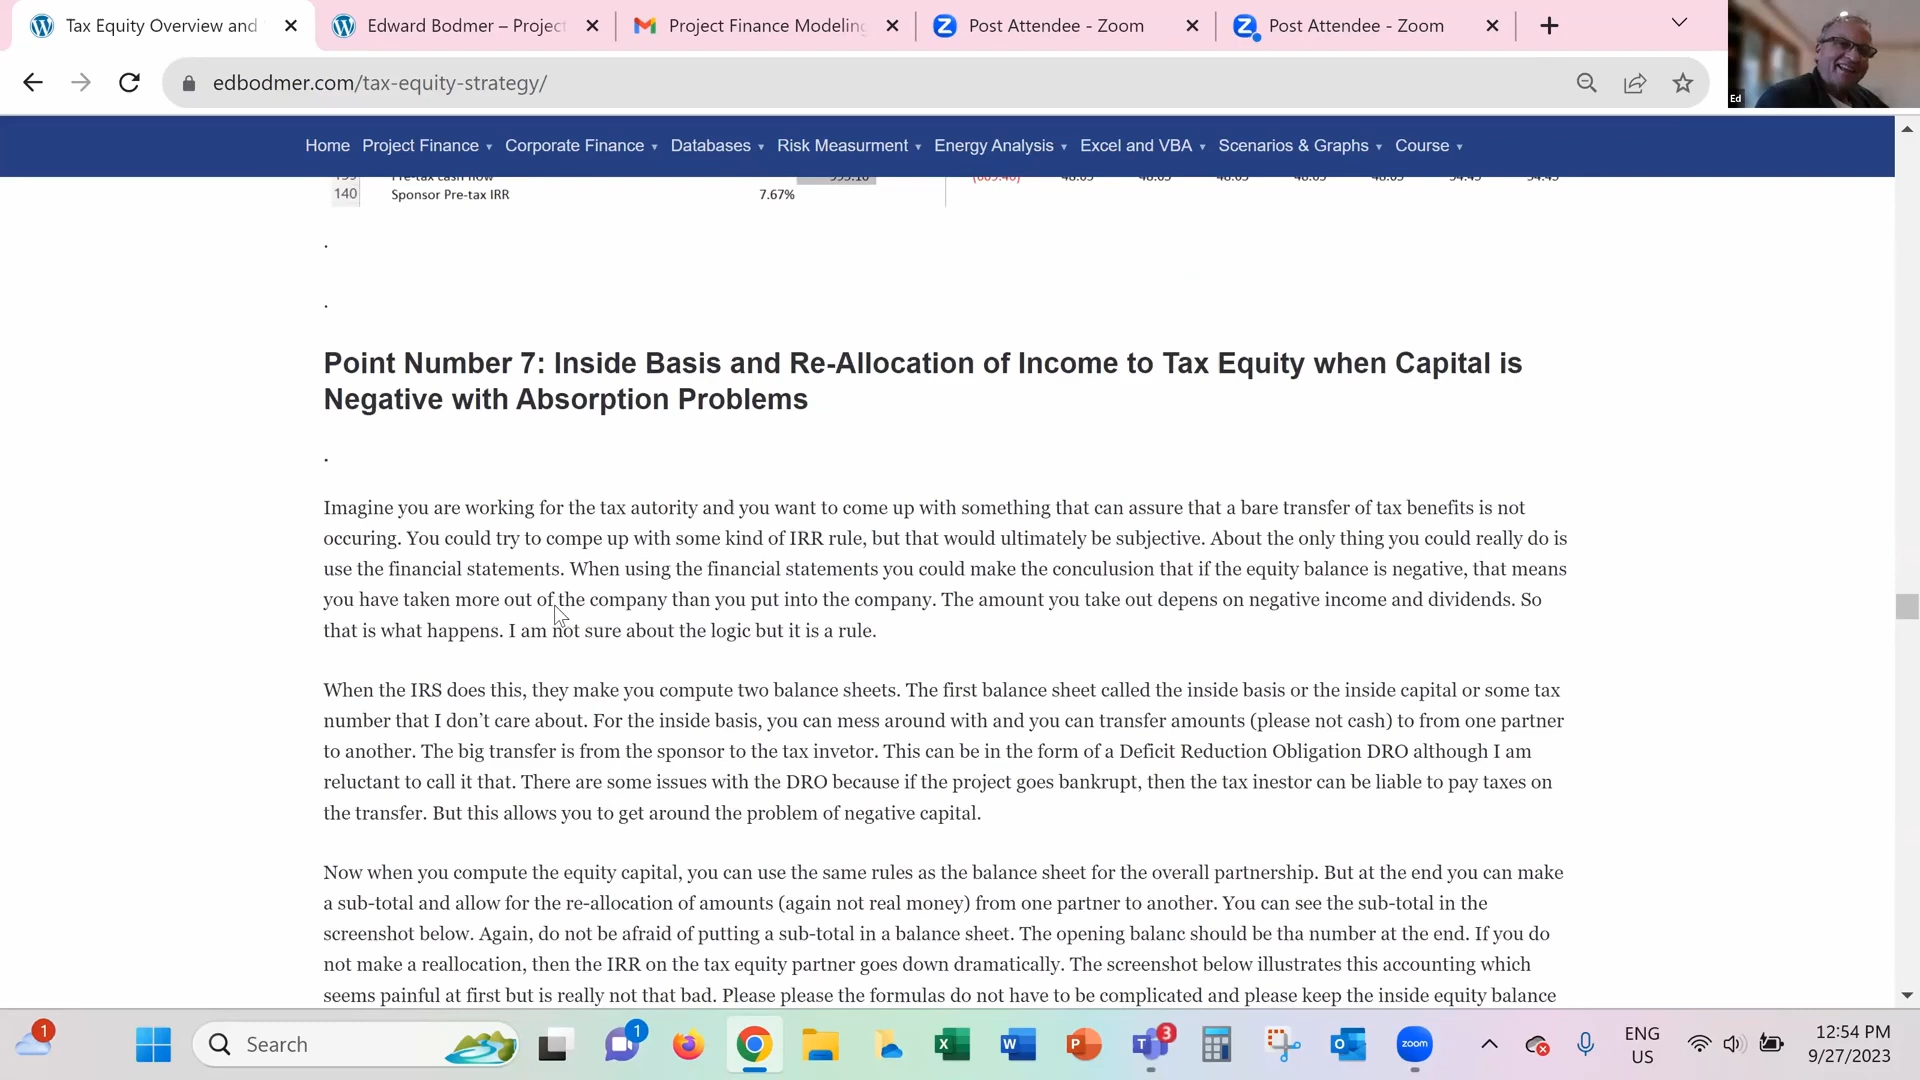 Tax Equity Overview and
Edward Bodmer – Project
Project Finance Modeling
Post Attendee - Zoom
Post Attendee - Zoom
edbodmer.com/tax-equity-strategy/
Ed
Home Project Finance Corporate Finance Databases Risk Measurment Energy Analysis Excel and VBA Scenarios & Graphs Course
140 Sponsor Pre-tax IRR 7.67%
.
.
Point Number 7: Inside Basis and Re-Allocation of Income to Tax Equity when Capital is
Negative with Absorption Problems
.
Imagine you are working for the tax autority and you want to come up with something that can assure that a bare transfer of tax benefits is not
occuring. You could try to compe up with some kind of IRR rule, but that would ultimately be subjective. About the only thing you could really do is
use the financial statements. When using the financial statements you could make the conculusion that if the equity balance is negative, that means
you have taken more out of the company than you put into the company. The amount you take out depens on negative income and dividends. So
that is what happens. I am not sure about the logic but it is a rule.
When the IRS does this, they make you compute two balance sheets. The first balance sheet called the inside basis or the inside capital or some tax
number that I don’t care about. For the inside basis, you can mess around with and you can transfer amounts (please not cash) to from one partner
to another. The big transfer is from the sponsor to the tax invetor. This can be in the form of a Deficit Reduction Obligation DRO although I am
reluctant to call it that. There are some issues with the DRO because if the project goes bankrupt, then the tax inestor can be liable to pay taxes on
the transfer. But this allows you to get around the problem of negative capital.
Now when you compute the equity capital, you can use the same rules as the balance sheet for the overall partnership. But at the end you can make
a sub-total and allow for the re-allocation of amounts (again not real money) from one partner to another. You can see the sub-total in the
screenshot below. Again, do not be afraid of putting a sub-total in a balance sheet. The opening balanc should be tha number at the end. If you do
not make a reallocation, then the IRR on the tax equity partner goes down dramatically. The screenshot below illustrates this accounting which
seems painful at first but is really not that bad. Please please the formulas do not have to be complicated and please keep the inside equity balance
1
Search
1
3
zoom
ENG
US
12:54 PM
9/27/2023